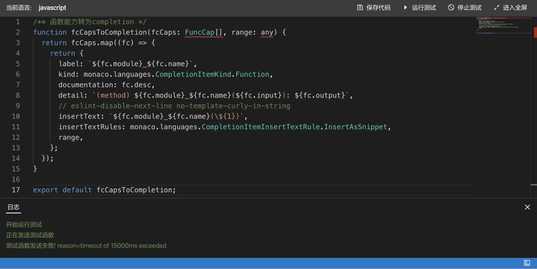 当前语言: javascript 保存代码 运行测试 停止测试 进入全屏
1 /** 函数能力转为completion */
2 function fcCapsToCompletion(fcCaps: FuncCap[], range: any) {
3 return fcCaps.map((fc) => {
4 return {
5 label: `${fc.module}_${fc.name}`,
6 kind: monaco.languages.CompletionItemKind.Function,
7 documentation: fc.desc,
8 detail: `(method) ${fc.module}_${fc.name}(${fc.input}): ${fc.output}`,
9 // eslint-disable-next-line no-template-curly-in-string
10 insertText: `${fc.module}_${fc.name}(\${1})`,
11 insertTextRules: monaco.languages.CompletionItemInsertTextRule.InsertAsSnippet,
12 range,
13 };
14 });
15 }
16
17 export default fcCapsToCompletion;
日志
开始运行测试
正在发送测试函数
测试函数发送失败! reason=timeout of 15000ms exceeded